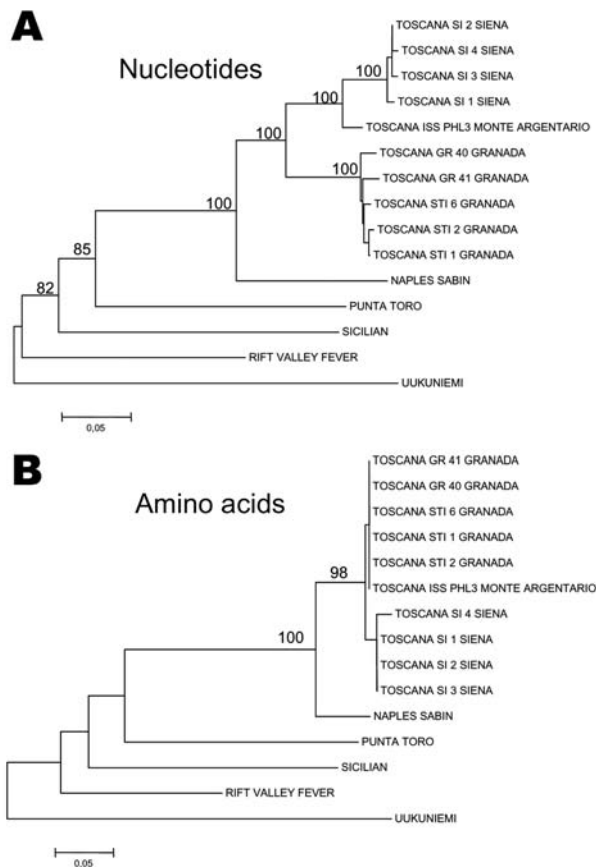 A
Nucleotides
TOSCANA SI 2 SIENA
TOSCANA SI 4 SIENA
100
TOSCANA SI 3 SIENA
TOSCANA SI 1 SIENA
100
TOSCANA ISS PHL3 MONTE ARGENTARIO
100
TOSCANA GR 40 GRANADA
100
TOSCANA GR 41 GRANADA
TOSCANA STI 6 GRANADA
100
TOSCANA STI 2 GRANADA
TOSCANA STI 1 GRANADA
85
NAPLES SABIN
82
PUNTA TORO
SICILIAN
RIFT VALLEY FEVER
UUKUNIEMI
0,05
B
Amino acids
TOSCANA GR 41 GRANADA
TOSCANA GR 40 GRANADA
TOSCANA STI 6 GRANADA
TOSCANA STI 1 GRANADA
TOSCANA STI 2 GRANADA
98
TOSCANA ISS PHL3 MONTE ARGENTARIO
TOSCANA SI 4 SIENA
100
TOSCANA SI 1 SIENA
TOSCANA SI 2 SIENA
TOSCANA SI 3 SIENA
NAPLES SABIN
PUNTA TORO
SICILIAN
RIFT VALLEY FEVER
UUKUNIEMI
0.05